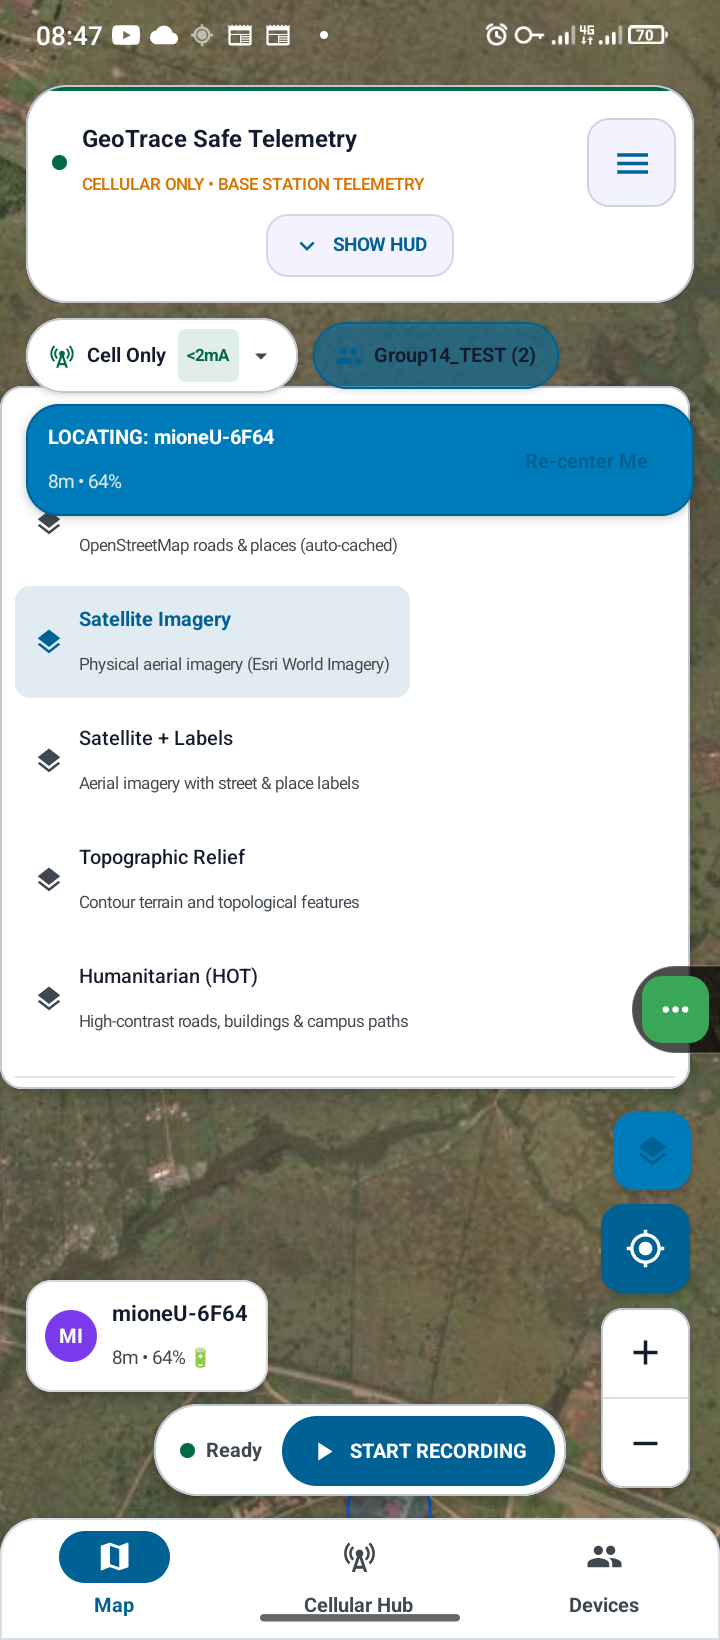 08:47
4G
70
GeoTrace Safe Telemetry
CELLULAR ONLY • BASE STATION TELEMETRY
SHOW HUD
Cell Only <2mA
Group14_TEST (2)
LOCATING: mioneU-6F64
8m • 64%
Re-center Me
OpenStreetMap roads & places (auto-cached)
Satellite Imagery
Physical aerial imagery (Esri World Imagery)
Satellite + Labels
Aerial imagery with street & place labels
Topographic Relief
Contour terrain and topological features
Humanitarian (HOT)
High-contrast roads, buildings & campus paths
MI
mioneU-6F64
8m • 64%
Ready
START RECORDING
Map
Cellular Hub
Devices